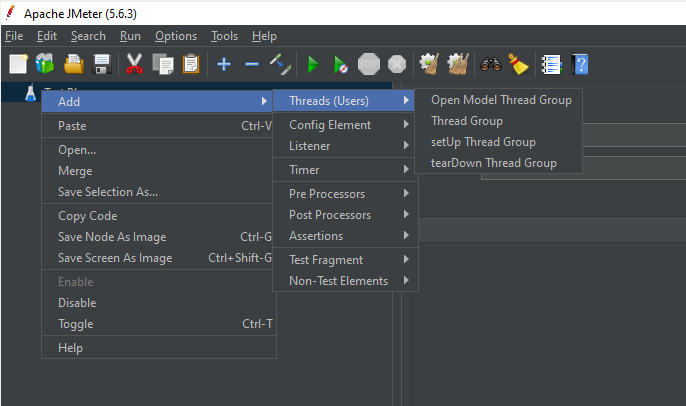 Apache JMeter (5.6.3)
File Edit Search Run Options Tools Help
Add
Paste Ctrl-V
Open...
Merge
Save Selection As...
Copy Code
Save Node As Image Ctrl-G
Save Screen As Image Ctrl+Shift-G
Enable
Disable
Toggle Ctrl-T
Help
Threads (Users)
Config Element
Listener
Timer
Pre Processors
Post Processors
Assertions
Test Fragment
Non-Test Elements
Open Model Thread Group
Thread Group
setUp Thread Group
tearDown Thread Group